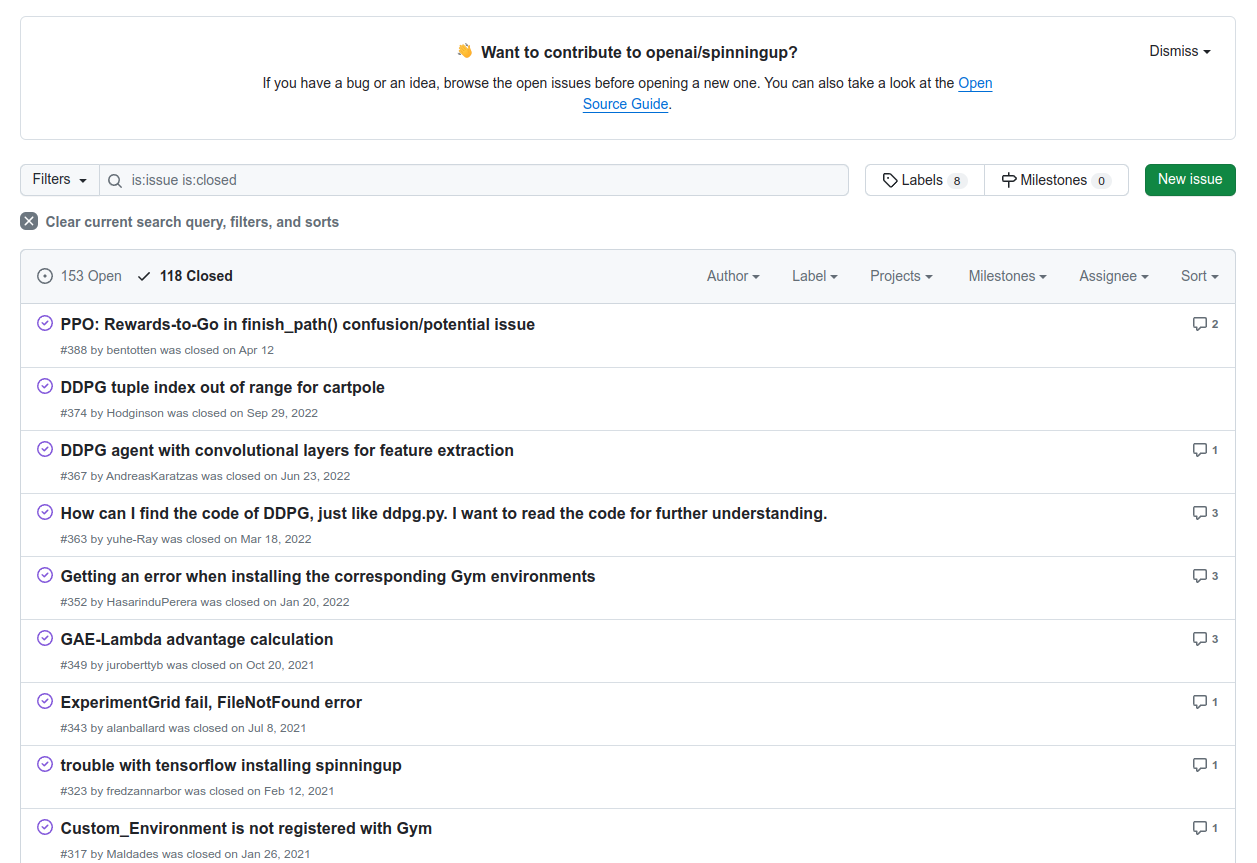 👋 Want to contribute to openai/spinningup?
Dismiss
If you have a bug or an idea, browse the open issues before opening a new one. You can also take a look at the Open
Source Guide.
Filters
is:issue is:closed
Labels 8
Milestones 0
New issue
Clear current search query, filters, and sorts
153 Open
118 Closed
Author
Label
Projects
Milestones
Assignee
Sort
PPO: Rewards-to-Go in finish_path() confusion/potential issue
2
#388 by bentotten was closed on Apr 12
DDPG tuple index out of range for cartpole
#374 by Hodginson was closed on Sep 29, 2022
DDPG agent with convolutional layers for feature extraction
1
#367 by AndreasKaratzas was closed on Jun 23, 2022
How can I find the code of DDPG, just like ddpg.py. I want to read the code for further understanding.
3
#363 by yuhe-Ray was closed on Mar 18, 2022
Getting an error when installing the corresponding Gym environments
3
#352 by HasarinduPerera was closed on Jan 20, 2022
GAE-Lambda advantage calculation
3
#349 by juroberttyb was closed on Oct 20, 2021
ExperimentGrid fail, FileNotFound error
1
#343 by alanballard was closed on Jul 8, 2021
trouble with tensorflow installing spinningup
1
#323 by fredzannarbor was closed on Feb 12, 2021
Custom_Environment is not registered with Gym
1
#317 by Maldades was closed on Jan 26, 2021